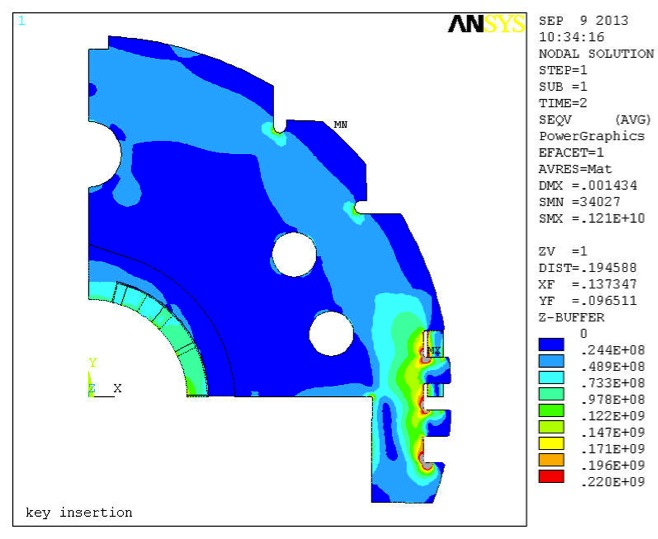 1
ANSYS
SEP 9 2013
10:34:16
NODAL SOLUTION
STEP=1
SUB =1
TIME=2
SEQV (AVG)
PowerGraphics
EFACET=1
AVRES=Mat
DMX =.001434
SMN =34027
SMX =.121E+10
ZV =1
DIST=.194588
XF =.137347
YF =.096511
Z-BUFFER
0
.244E+08
.489E+08
.733E+08
.978E+08
.122E+09
.147E+09
.171E+09
.196E+09
.220E+09
MN
MX
Y
Z X
key insertion